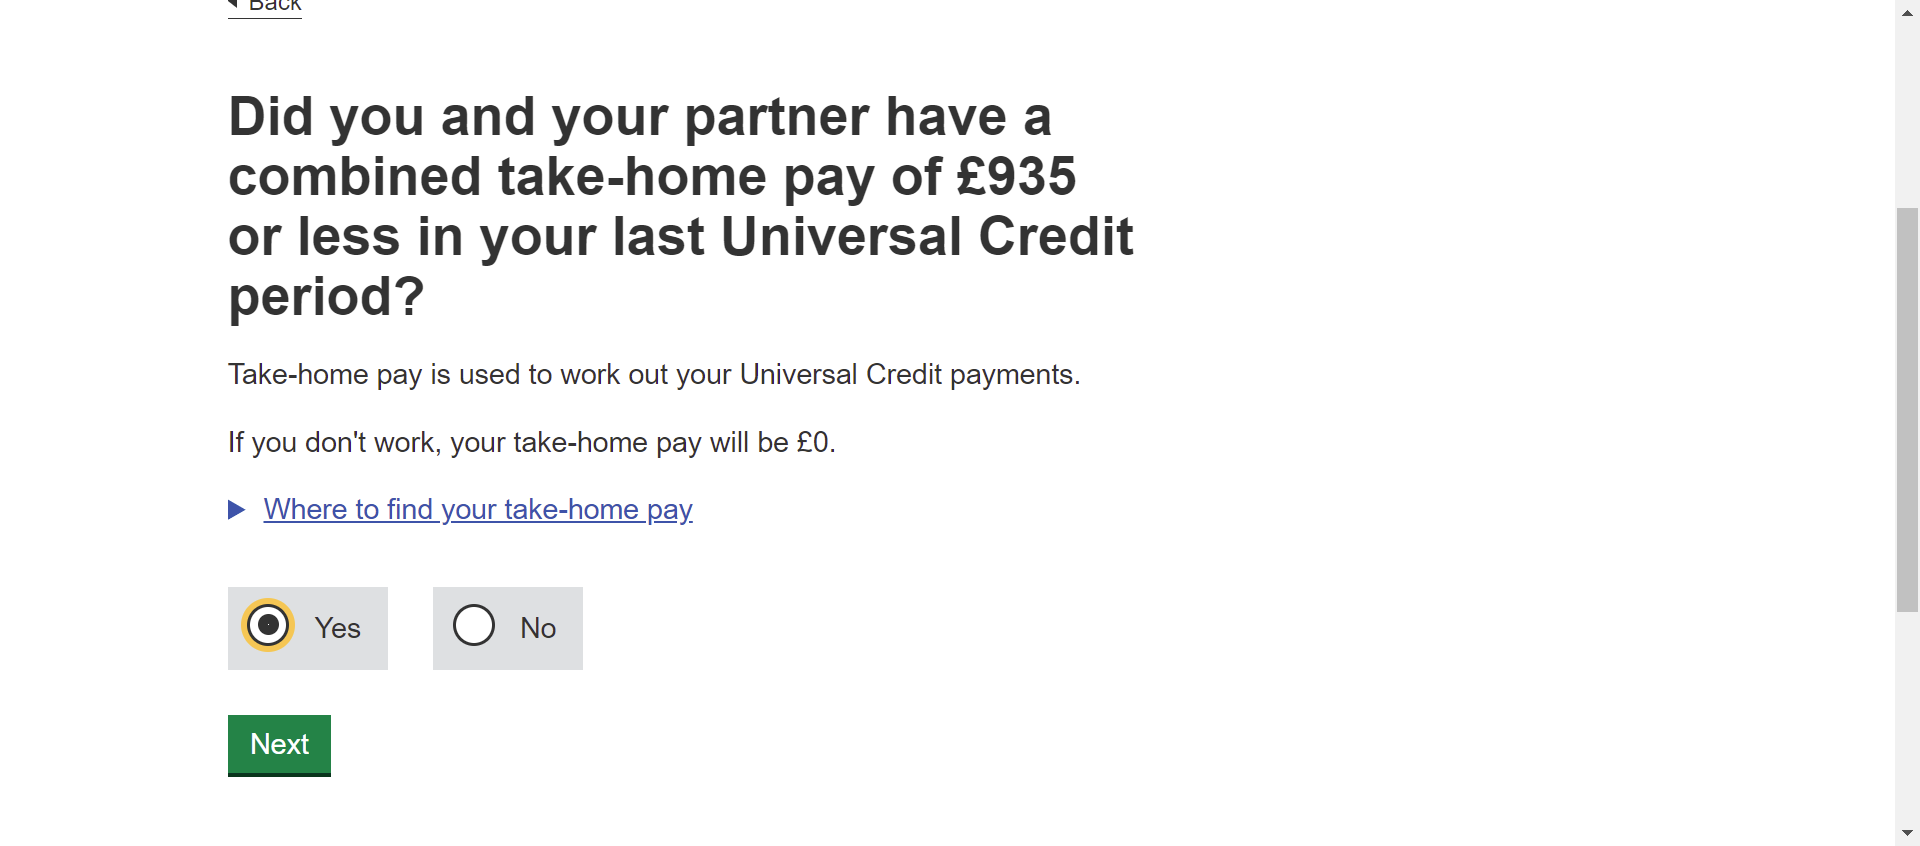 Back
Did you and your partner have a
combined take-home pay of £935
or less in your last Universal Credit
period?
Take-home pay is used to work out your Universal Credit payments.
If you don't work, your take-home pay will be £0.
Where to find your take-home pay
Yes
No
Next